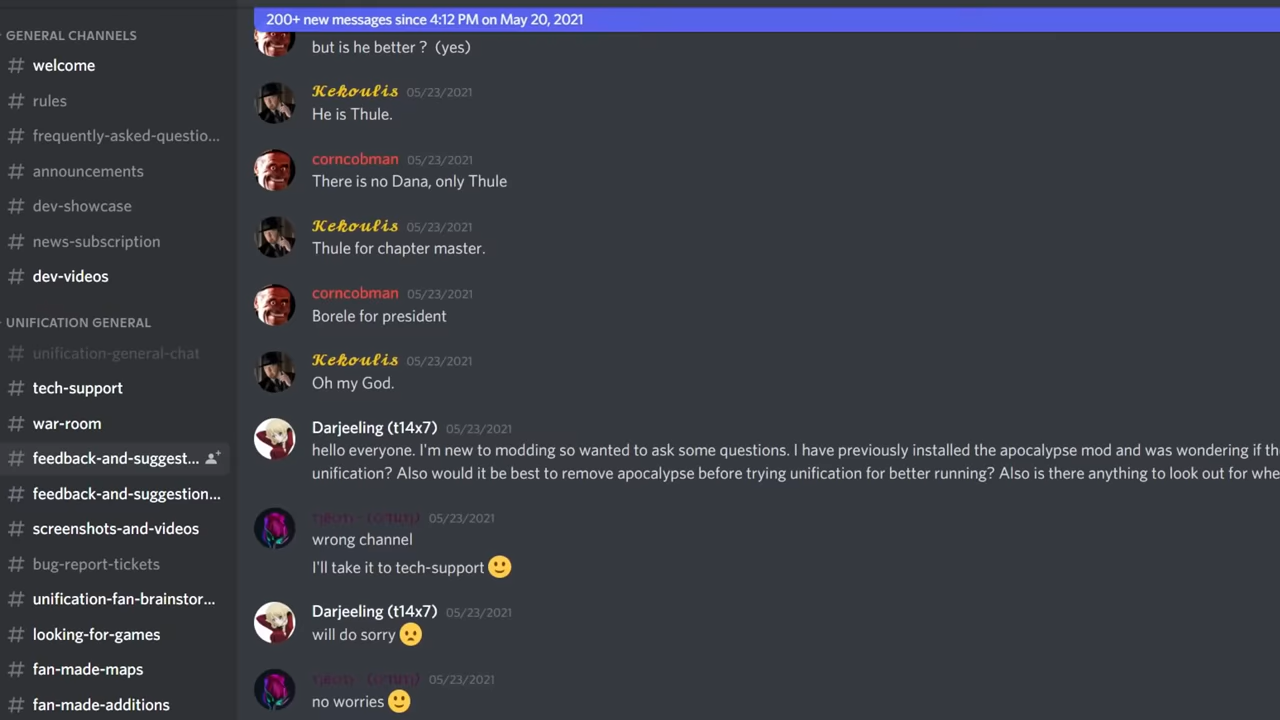 200+ new messages since 4:12 PM on May 20, 2021
GENERAL CHANNELS
# welcome
# rules
# frequently-asked-questio...
# announcements
# dev-showcase
# news-subscription
# dev-videos
UNIFICATION GENERAL
# unification-general-chat
# tech-support
# war-room
# feedback-and-suggest...
# feedback-and-suggestion...
# screenshots-and-videos
# bug-report-tickets
# unification-fan-brainstor...
# looking-for-games
# fan-made-maps
# fan-made-additions
but is he better ? (yes)
Kekoulis 05/23/2021
He is Thule.
corncobman 05/23/2021
There is no Dana, only Thule
Kekoulis 05/23/2021
Thule for chapter master.
corncobman 05/23/2021
Borele for president
Kekoulis 05/23/2021
Oh my God.
Darjeeling (t14x7) 05/23/2021
hello everyone. I'm new to modding so wanted to ask some questions. I have previously installed the apocalypse mod and was wondering if th
unification? Also would it be best to remove apocalypse before trying unification for better running? Also is there anything to look out for whe
05/23/2021
wrong channel
I'll take it to tech-support 🙂
Darjeeling (t14x7) 05/23/2021
will do sorry 🙁
05/23/2021
no worries 🙂